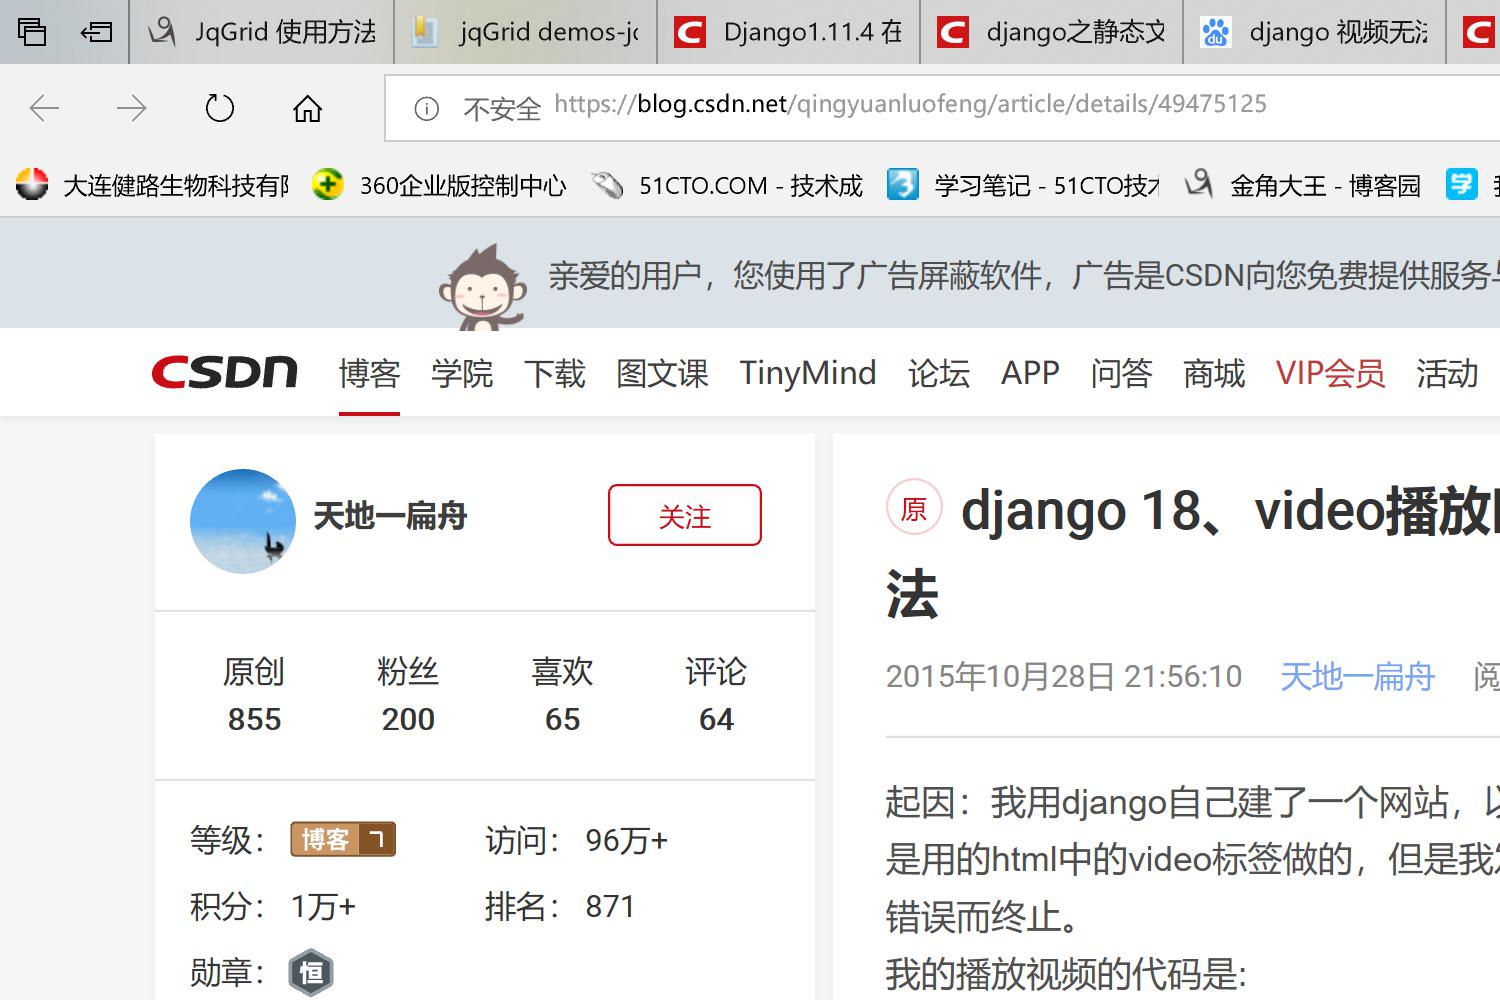 JqGrid 使用方法
jqGrid demos-jc
Django1.11.4 在
django之静态文
django 视频无法
不安全 https://blog.csdn.net/qingyuanluofeng/article/details/49475125
大连健路生物科技有限
360企业版控制中心
51CTO.COM - 技术成
学习笔记 - 51CTO技术
金角大王 - 博客园
学
亲爱的用户，您使用了广告屏蔽软件，广告是CSDN向您免费提供服务与
CSDN 博客 学院 下载 图文课 TinyMind 论坛 APP 问答 商城 VIP会员 活动
天地一扁舟 关注
原创 粉丝 喜欢 评论
855 200 65 64
等级： 博客 7 访问： 96万+
积分： 1万+ 排名： 871
勋章： 恒
原 django 18、video播放
法
2015年10月28日 21:56:10 天地一扁舟 阅
起因：我用django自己建了一个网站，以
是用的html中的video标签做的，但是我发
错误而终止。
我的播放视频的代码是: